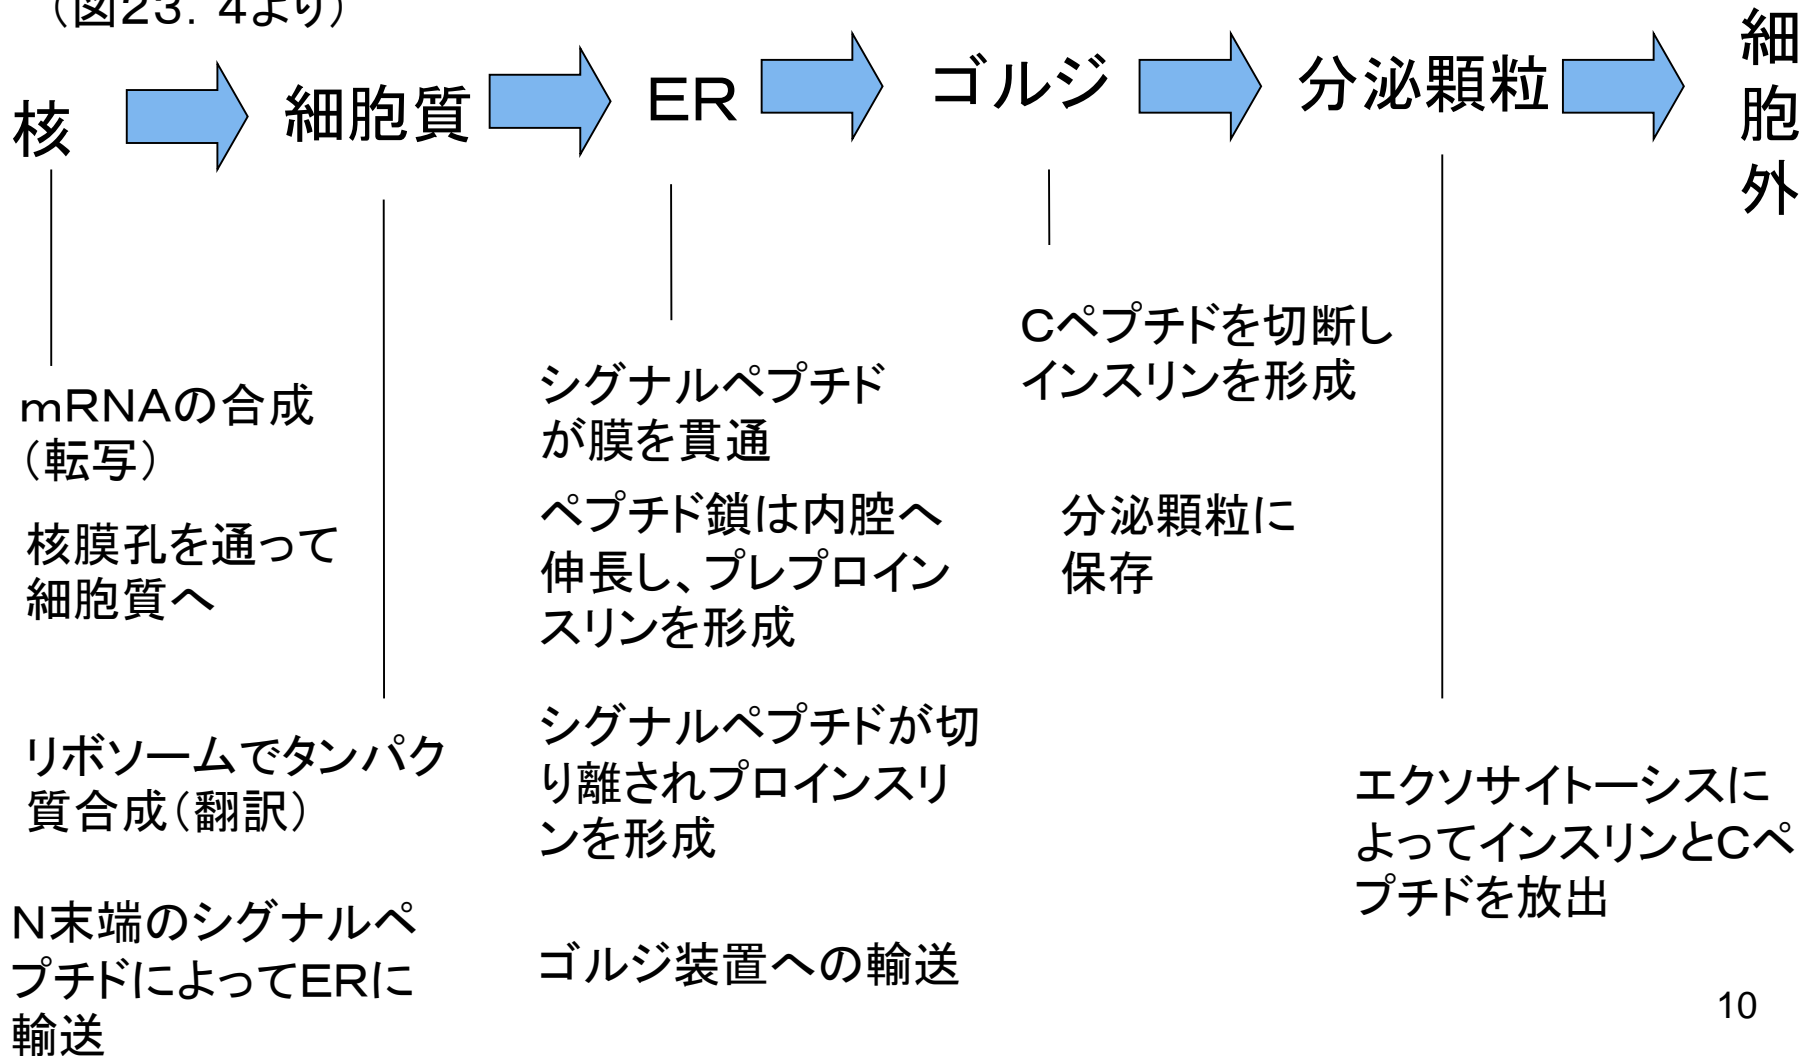 （図２３．４より）
核
細胞質
ER
ゴルジ
分泌顆粒
細
胞
外
mRNAの合成
（転写）
核膜孔を通って
細胞質へ
リボソームでタンパク
質合成（翻訳）
N末端のシグナルペ
プチドによってERに
輸送
シグナルペプチド
が膜を貫通
ペプチド鎖は内腔へ
伸長し、プレプロイン
スリンを形成
シグナルペプチドが切
り離されプロインスリ
ンを形成
ゴルジ装置への輸送
Cペプチドを切断し
インスリンを形成
分泌顆粒に
保存
エクソサイトーシスに
よってインスリンとCペ
プチドを放出
10